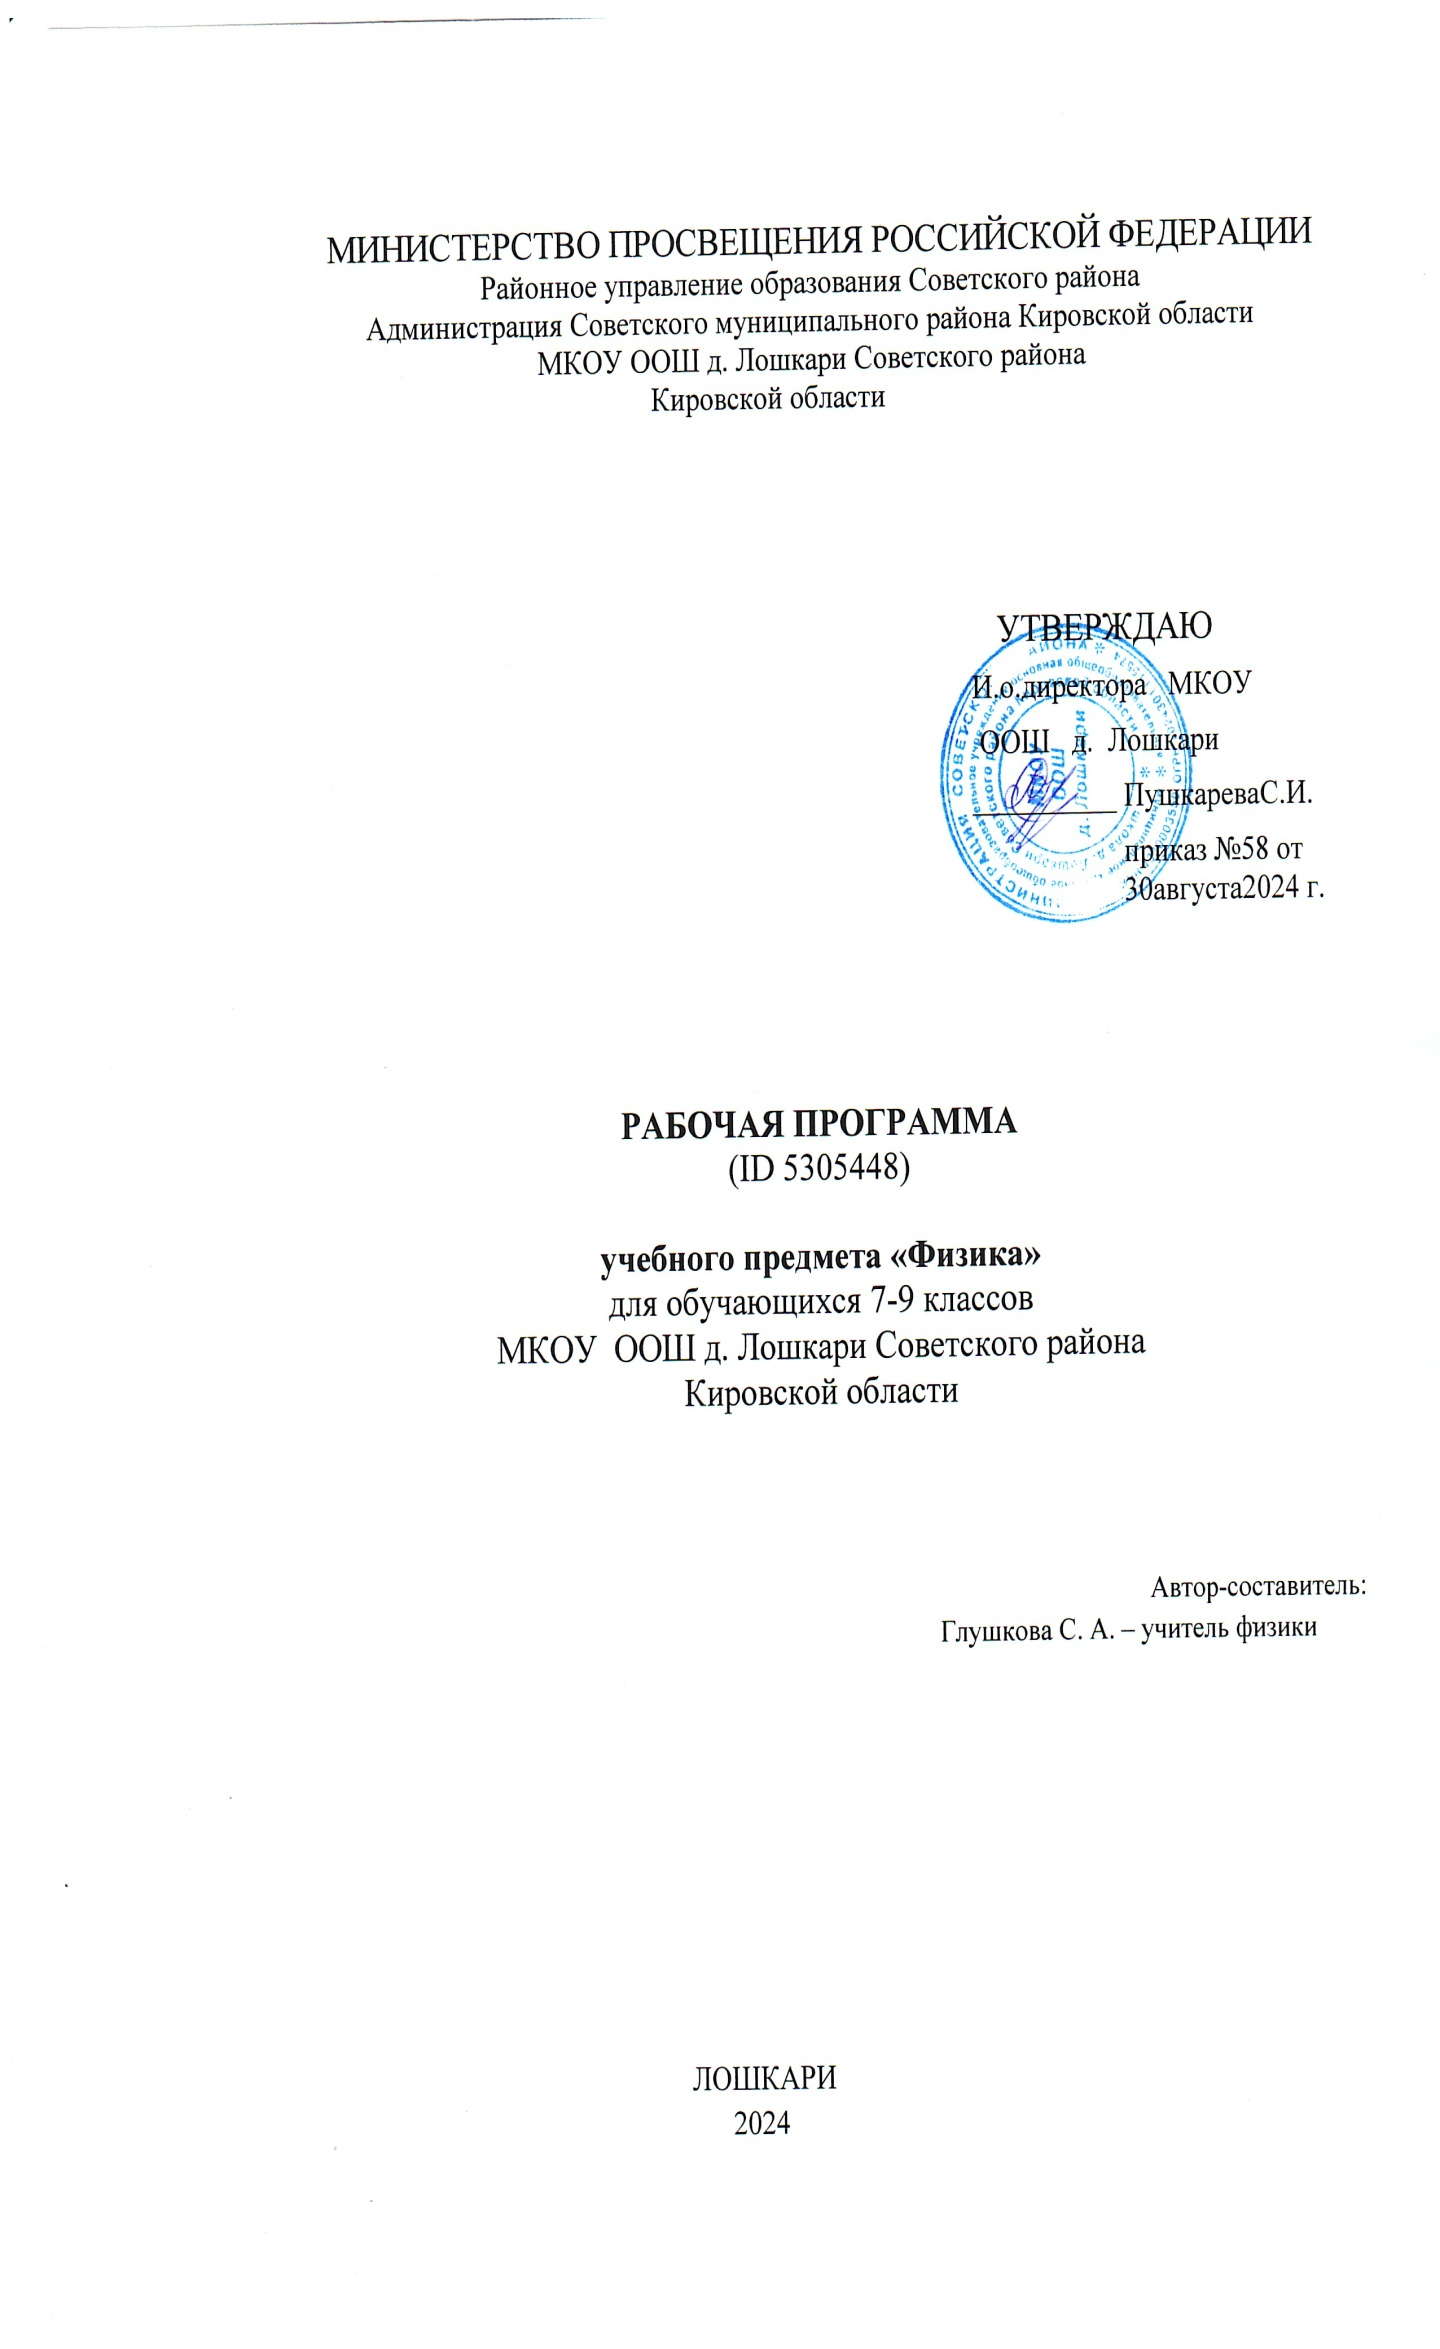 МИНИСТЕРСТВО ПРОСВЕЩЕНИЯ РОССИЙСКОЙ ФЕДЕРАЦИИ
Районное управление образования Советского района
Администрация Советского муниципального района Кировской области
МКОУ ООШ д. Лошкари Советского района
Кировской области
УТВЕРЖДАЮ
И.о.директора МКОУ
ООШ д. Лошкари
ПушкареваС.И.
приказ №58 от
30августа2024 г.
МКОУ
ООШ
д. Лошкари
РАБОЧАЯ ПРОГРАММА
(ID 5305448)
учебного предмета «Физика»
для обучающихся 7-9 классов
МКОУ ООШ д. Лошкари Советского района
Кировской области
Автор-составитель:
Глушкова С. А. – учитель физики
ЛОШКАРИ
2024